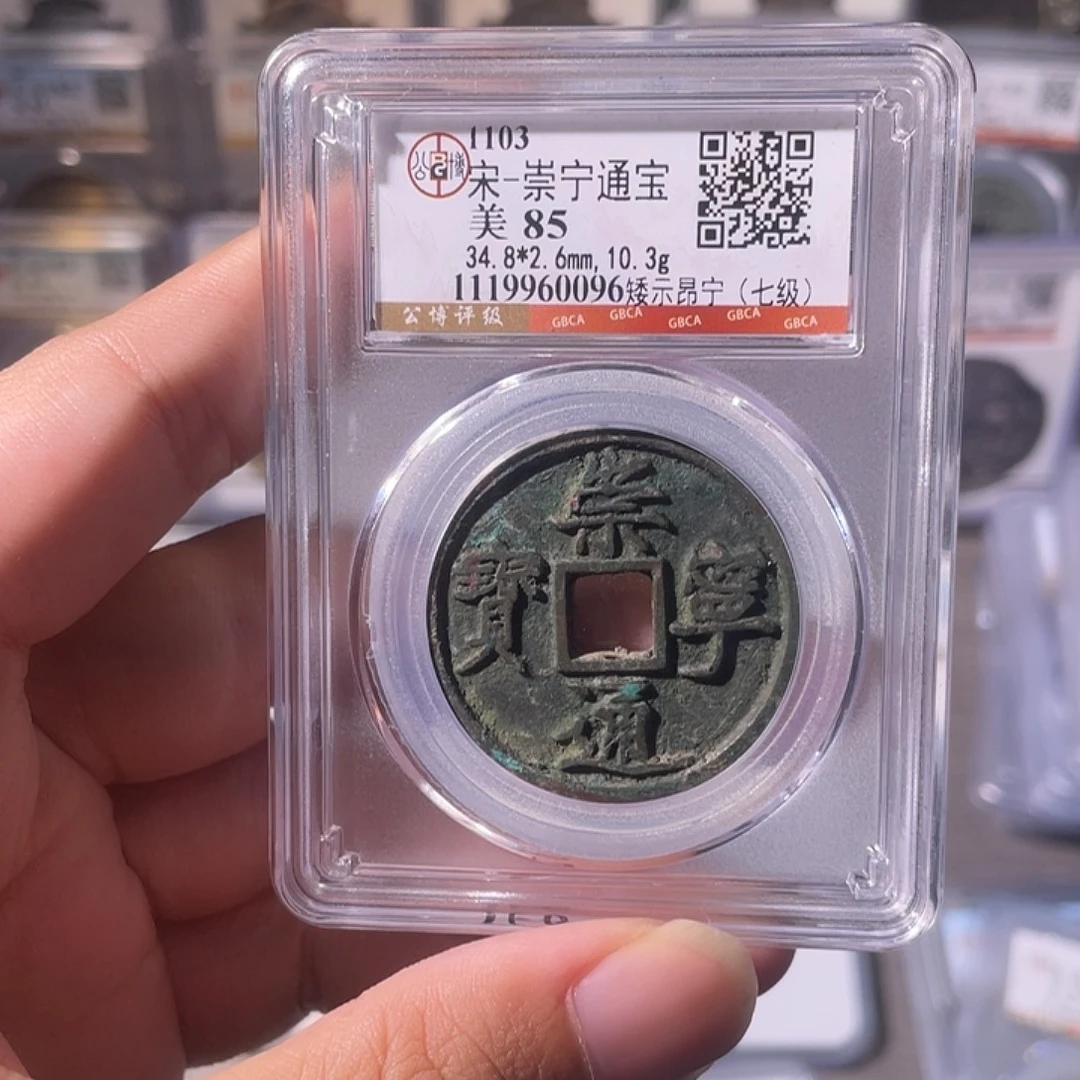 1103
公博
宋-崇宁通宝
美 85
34.8*2.6mm,10.3g
1119960096矮示昂宁（七级）
公博评级 GBCA GBCA GBCA GBCA GBCA
崇
寧
通
寶